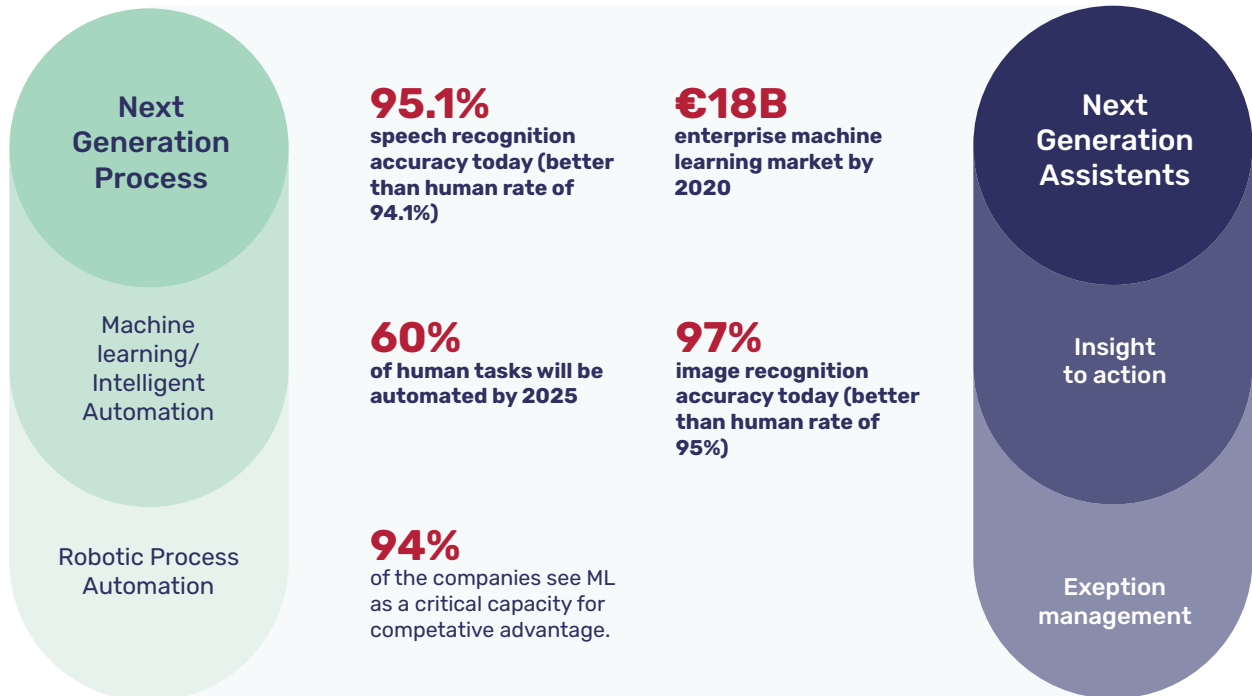 Next
Generation
Process
Machine
learning/
Intelligent
Automation
Robotic Process
Automation
95.1%
speech recognition
accuracy today (better
than human rate of
94.1%)
€18B
enterprise machine
learning market by
2020
60%
of human tasks will be
automated by 2025
97%
image recognition
accuracy today (better
than human rate of
95%)
94%
of the companies see ML
as a critical capacity for
competative advantage.
Next
Generation
Assistents
Insight
to action
Exeption
management